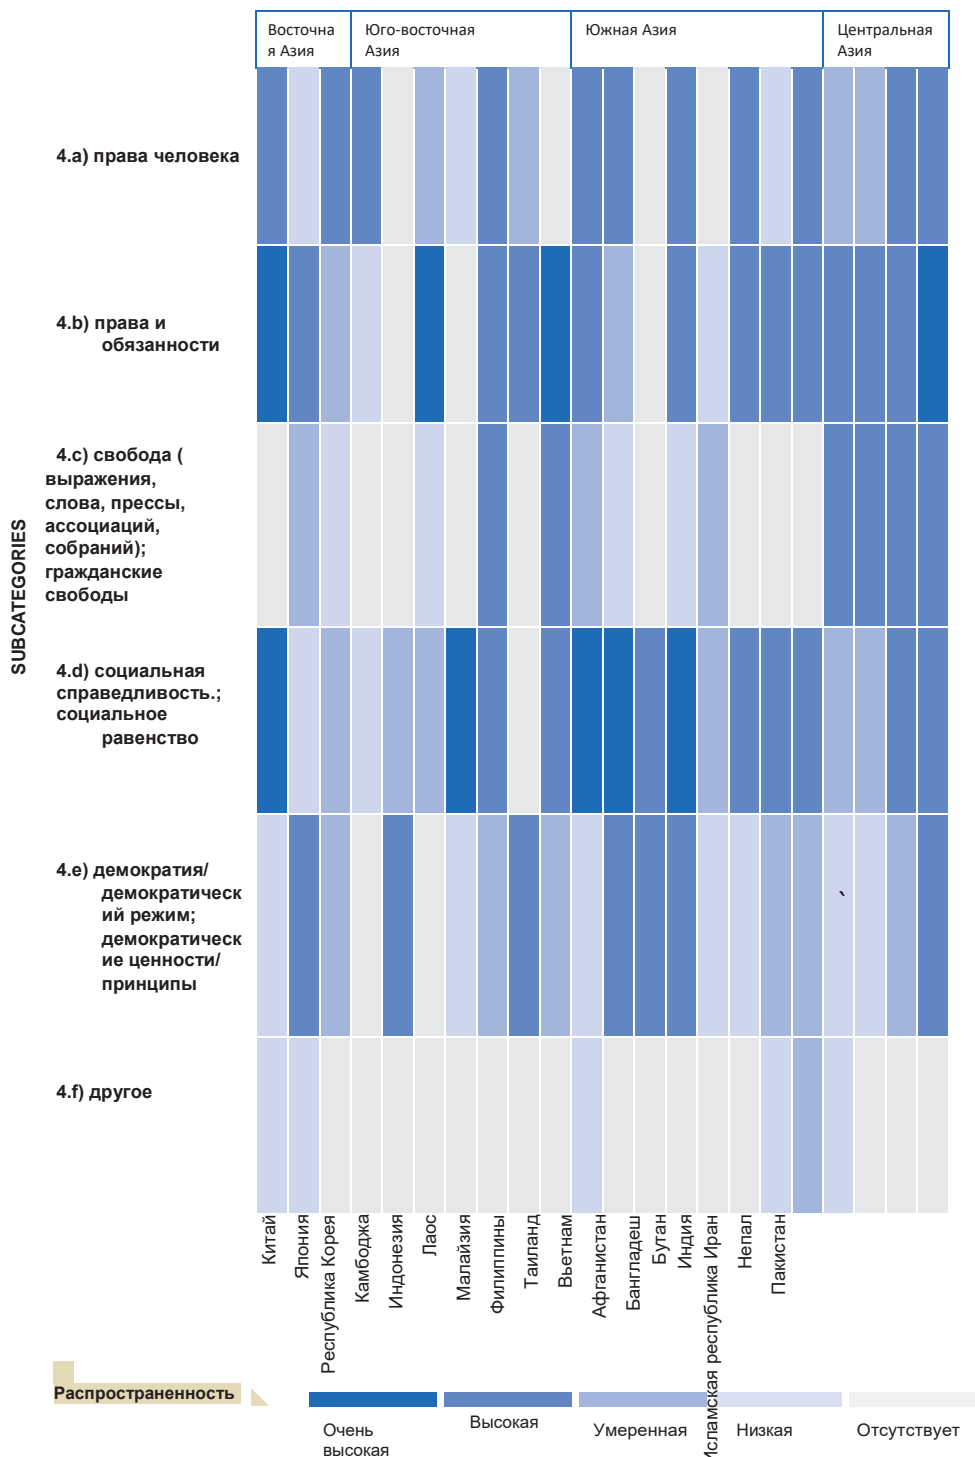 Восточна
я Азия
Юго-восточная
Азия
Южная Азия
Центральная
Азия
SUBCATEGORIES
4.a) права человека
4.b) права и
обязанности
4.c) свобода (
выражения,
слова, прессы,
ассоциаций,
собраний);
гражданские
свободы
4.d) социальная
справедливость.;
социальное
равенство
4.e) демократия/
демократическ
ий режим;
демократическ
ие ценности/
принципы
`
4.f) другое
Китай
Япония
Республика Корея
Камбоджа
Индонезия
Лаос
Малайзия
Филиппины
Таиланд
Вьетнам
Афганистан
Бангладеш
Бутан
Индия
Исламская республика Иран
Непал
Пакистан
Распространенность
Очень
высокая
Высокая
Умеренная
Низкая
Отсутствует